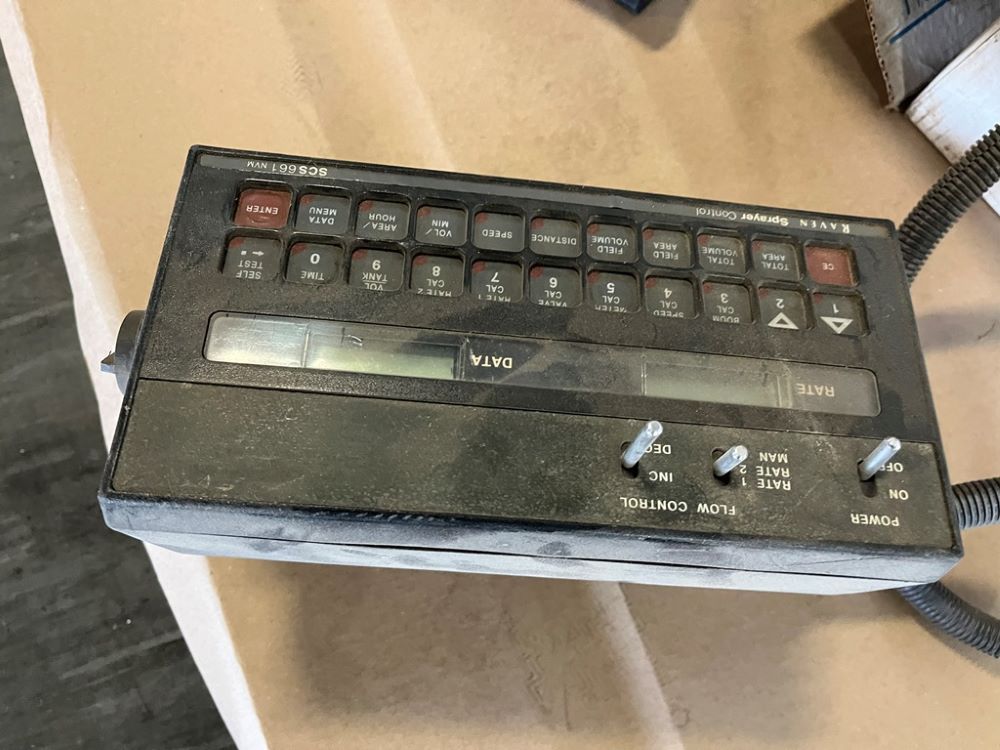 POWER
ON
OFF
FLOW CONTROL
RATE 1
RATE 2
MAN
INC
DEC
RATE
DATA
1
2
BOOM
CAL
3
SPEED
CAL
4
METER
CAL
5
VALVE
CAL
6
RATE 1
CAL
7
RATE 2
CAL
8
VOL
TANK
9
TIME
0
SELF
TEST
← .
CE
TOTAL
AREA
TOTAL
VOLUME
FIELD
AREA
FIELD
VOLUME
DISTANCE
SPEED
VOL/
MIN
AREA/
HOUR
DATA
MENU
ENTER
RAVEN Sprayer Control
SCS661 NVM